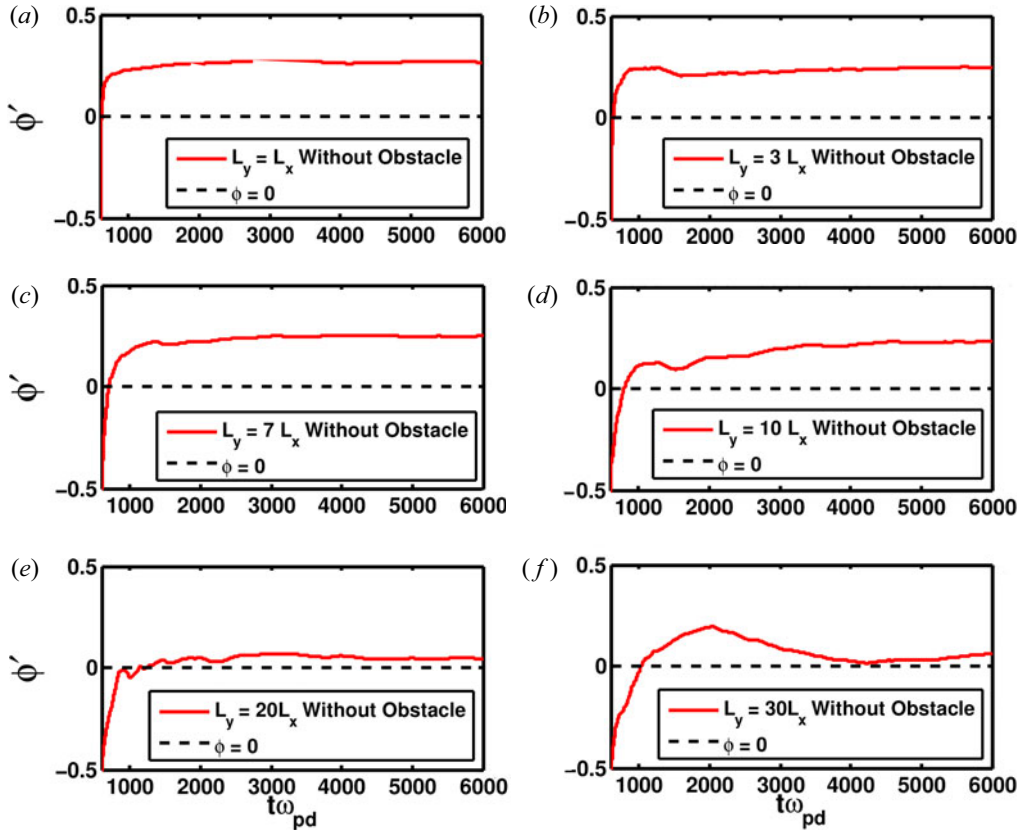 (a)
0.5
ϕ′
0
L_y = L_x Without Obstacle
ϕ = 0
−0.5
1000 2000 3000 4000 5000 6000
(b)
0.5
0
L_y = 3 L_x Without Obstacle
ϕ = 0
−0.5
1000 2000 3000 4000 5000 6000
(c)
0.5
ϕ′
0
L_y = 7 L_x Without Obstacle
ϕ = 0
−0.5
1000 2000 3000 4000 5000 6000
(d)
0.5
0
L_y = 10 L_x Without Obstacle
ϕ = 0
−0.5
1000 2000 3000 4000 5000 6000
(e)
0.5
ϕ′
0
L_y = 20L_x Without Obstacle
ϕ = 0
−0.5
1000 2000 3000 4000 5000 6000
tω_pd
(f)
0.5
0
L_y = 30L_x Without Obstacle
ϕ = 0
−0.5
1000 2000 3000 4000 5000 6000
tω_pd